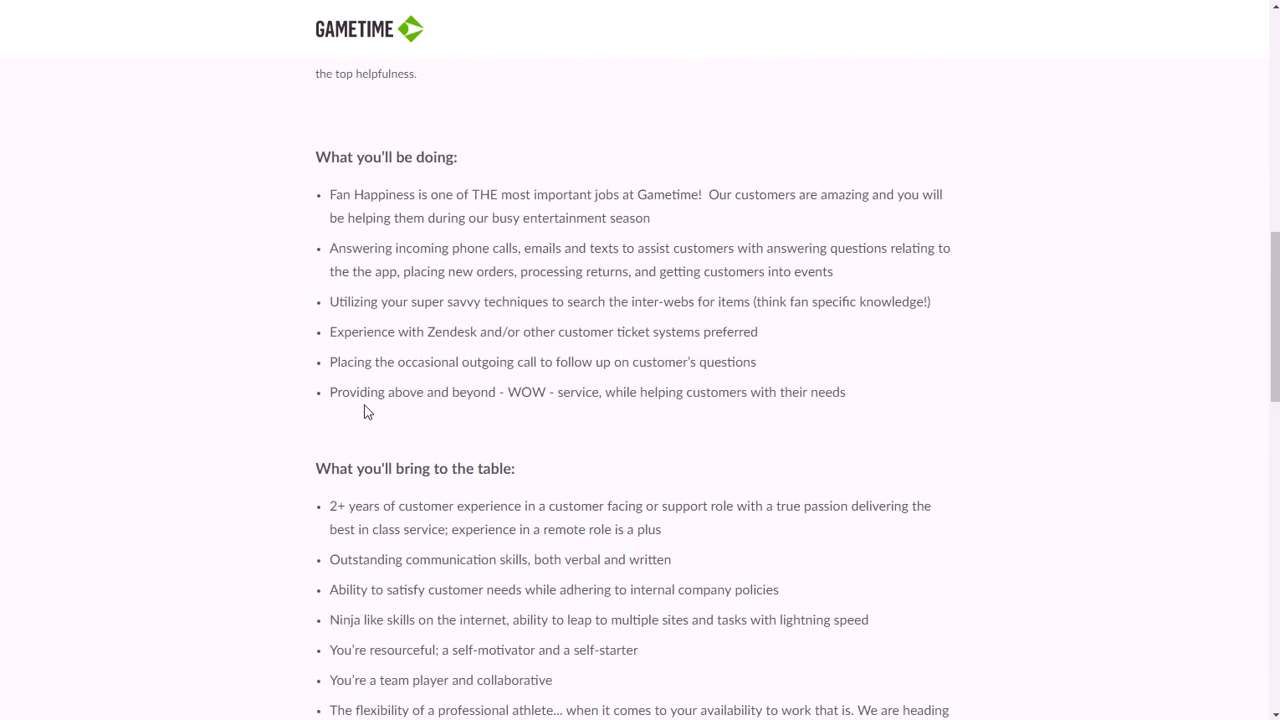 GAMETIME
the top helpfulness.
What you'll be doing:
• Fan Happiness is one of THE most important jobs at Gametime!  Our customers are amazing and you will
be helping them during our busy entertainment season
• Answering incoming phone calls, emails and texts to assist customers with answering questions relating to
the the app, placing new orders, processing returns, and getting customers into events
• Utilizing your super savvy techniques to search the inter-webs for items (think fan specific knowledge!)
• Experience with Zendesk and/or other customer ticket systems preferred
• Placing the occasional outgoing call to follow up on customer's questions
• Providing above and beyond - WOW - service, while helping customers with their needs
What you'll bring to the table:
• 2+ years of customer experience in a customer facing or support role with a true passion delivering the
best in class service; experience in a remote role is a plus
• Outstanding communication skills, both verbal and written
• Ability to satisfy customer needs while adhering to internal company policies
• Ninja like skills on the internet, ability to leap to multiple sites and tasks with lightning speed
• You're resourceful; a self-motivator and a self-starter
• You're a team player and collaborative
• The flexibility of a professional athlete... when it comes to your availability to work that is. We are heading